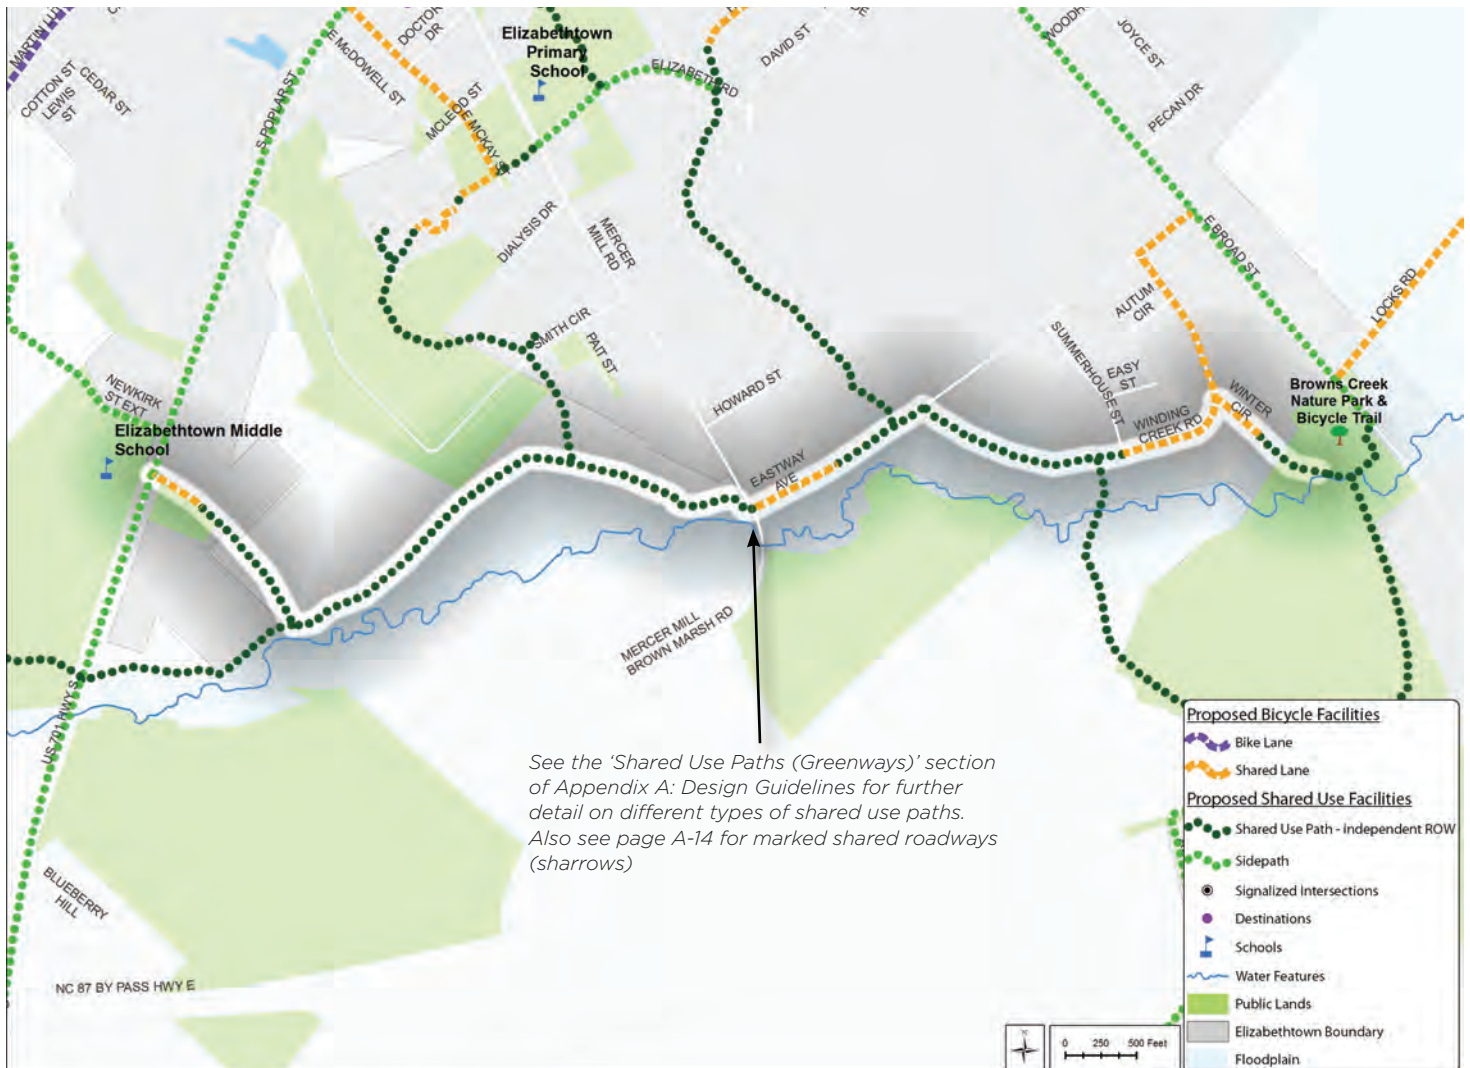 MARTIN LU
COTTON ST
LEWIS
ST
CEDAR ST
E McDOWELL ST
DOCTOR
DR
S POPLAR ST
Elizabethtown
Primary
School
MCLEOD ST
OE MCKAY S
ELIZABETH RD
DAVID ST
WOODH
JOYCE ST
PECAN DR
DIALYSIS DR
MERCER
MILL RD
E BROAD ST
LOCKS RD
AUTUM
CIR
SMITH CIR
PAIT ST
HOWARD ST
SUMMERHOUSE ST
EASY
ST
WINTER
CIR
WINDING
CREEK RD
Browns Creek
Nature Park &
Bicycle Trail
NEWKIRK
ST EXT
Elizabethtown Middle
School
EASTWAY
AVE
MERCER MILL
BROWN MARSH RD
US 701 HWY S
BLUEBERRY
HILL
NC 87 BY PASS HWY E
See the ‘Shared Use Paths (Greenways)’ section
of Appendix A: Design Guidelines for further
detail on different types of shared use paths.
Also see page A-14 for marked shared roadways
(sharrows)
Proposed Bicycle Facilities
Bike Lane
Shared Lane
Proposed Shared Use Facilities
Shared Use Path - Independent ROW
Sidepath
Signalized Intersections
Destinations
Schools
Water Features
Public Lands
Elizabethtown Boundary
Floodplain
0 250 500 Feet